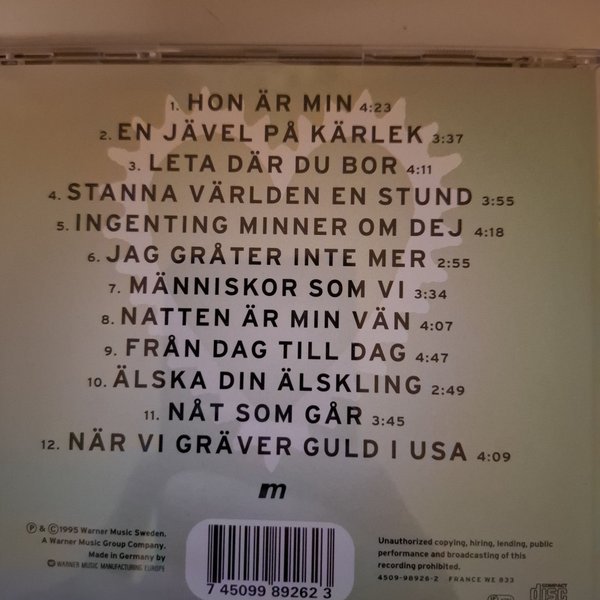 1. HON ÄR MIN 4:23
2. EN JÄVEL PÅ KÄRLEK 3:37
3. LETA DÄR DU BOR 4:11
4. STANNA VÄRLDEN EN STUND 3:55
5. INGENTING MINNER OM DEJ 4:18
6. JAG GRÅTER INTE MER 2:55
7. MÄNNISKOR SOM VI 3:34
8. NATTEN ÄR MIN VÄN 4:07
9. FRÅN DAG TILL DAG 4:47
10. ÄLSKA DIN ÄLSKLING 2:49
11. NÅT SOM GÅR 3:45
12. NÄR VI GRÄVER GULD I USA 4:09
m
℗ & ©1995 Warner Music Sweden.
A Warner Music Group Company.
Made in Germany by
WARNER MUSIC MANUFACTURING EUROPE
7 45099 89262 3
Unauthorized copying, hiring, lending, public
performance and broadcasting of this
recording prohibited.
4509-98926-2 FRANCE WE 833
COMPACT
disc